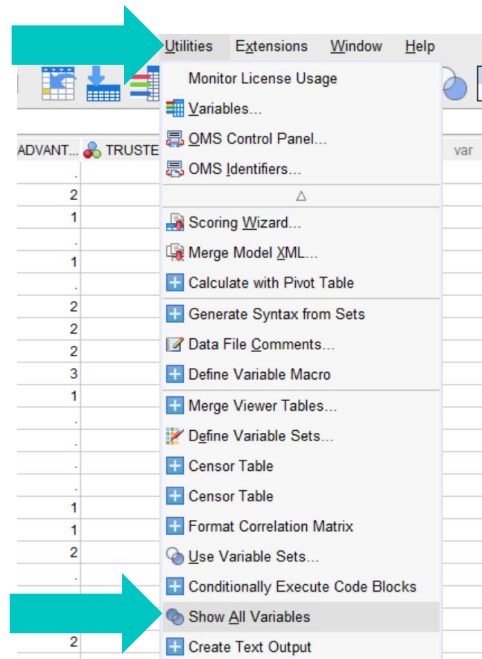 Utilities Extensions Window Help
Monitor License Usage
Variables...
OMS Control Panel...
ADVANT... TRUSTE var
OMS Identifiers...
.
2
1
Scoring Wizard...
.
Merge Model XML...
1
Calculate with Pivot Table
.
2
Generate Syntax from Sets
2
Data File Comments...
2
3
Define Variable Macro
1
Merge Viewer Tables...
.
Define Variable Sets...
.
Censor Table
.
.
Censor Table
1
Format Correlation Matrix
1
2
Use Variable Sets...
.
Conditionally Execute Code Blocks
Show All Variables
2
Create Text Output